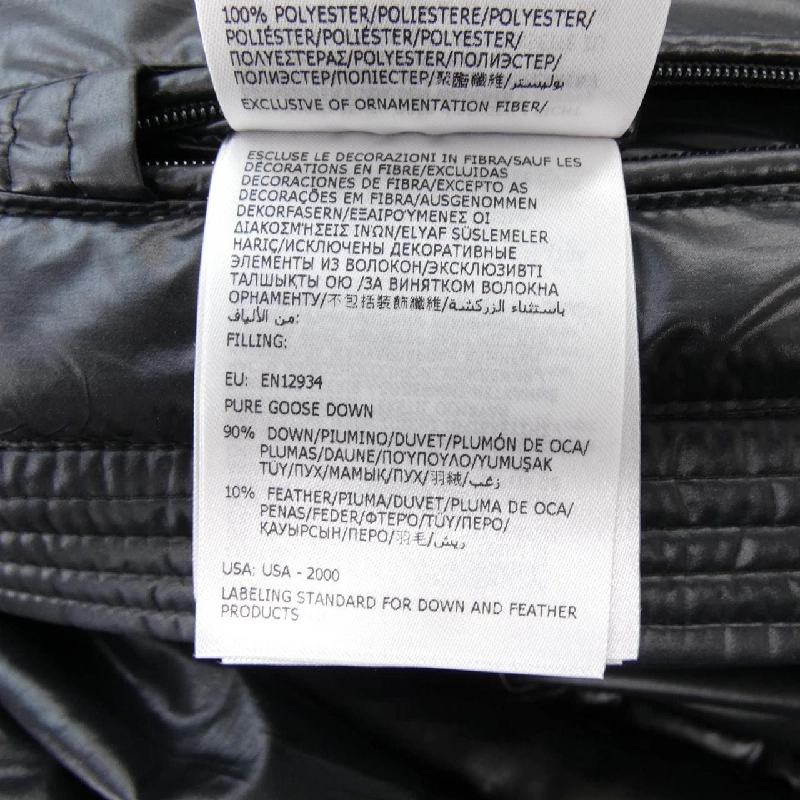 100% POLYESTER/POLIESTERE/POLYESTER/
POLIÉSTER/POLIÉSTER/POLYESTER/
ΠΟΛΥΕΣΤΕΡΑΣ/POLYESTER/ПОЛИЭСТЕР/
ПОЛИЭСТЕР/ПОЛІЕСТЕР/聚酯纖維/بوليستر
EXCLUSIVE OF ORNAMENTATION FIBER/
ESCLUSE LE DECORAZIONI IN FIBRA/SAUF LES
DÉCORATIONS EN FIBRE/EXCLUIDAS
DECORACIONES DE FIBRA/EXCEPTO AS
DECORAÇÕES EM FIBRA/AUSGENOMMEN
DEKORFASERN/ΕΞΑΙΡΟΎΜΕΝΕΣ ΟΙ
ΔΙΑΚΟΣΜΉΣΕΙΣ ΙΝΏΝ/ELYAF SÜSLEMELER
HARIÇ/ИСКЛЮЧЕНЫ ДЕКОРАТИВНЫЕ
ЭЛЕМЕНТЫ ИЗ ВОЛОКОН/ЭКСКЛЮЗИВТІ
ТАЛШЫҚТЫ ОЮ /ЗА ВИНЯТКОМ ВОЛОКНА
ОРНАМЕНТУ/不包括裝飾纖維/باستثناء الزركشة
من الألياف:
FILLING:
EU: EN12934
PURE GOOSE DOWN
90% DOWN/PIUMINO/DUVET/PLUMÓN DE OCA/
PLUMAS/DAUNE/ΠΟΎΠΟΥΛΟ/YUMUŞAK
TÜY/ПУХ/МАМЫҚ/ПУХ/羽絨/زغب
10% FEATHER/PIUMA/DUVET/PLUMA DE OCA/
PENAS/FEDER/ΦΤΕΡΌ/TÜY/ПЕРО/
ҚАУЫРСЫН/ПЕРО/羽毛/ريش
USA: USA - 2000
LABELING STANDARD FOR DOWN AND FEATHER
PRODUCTS